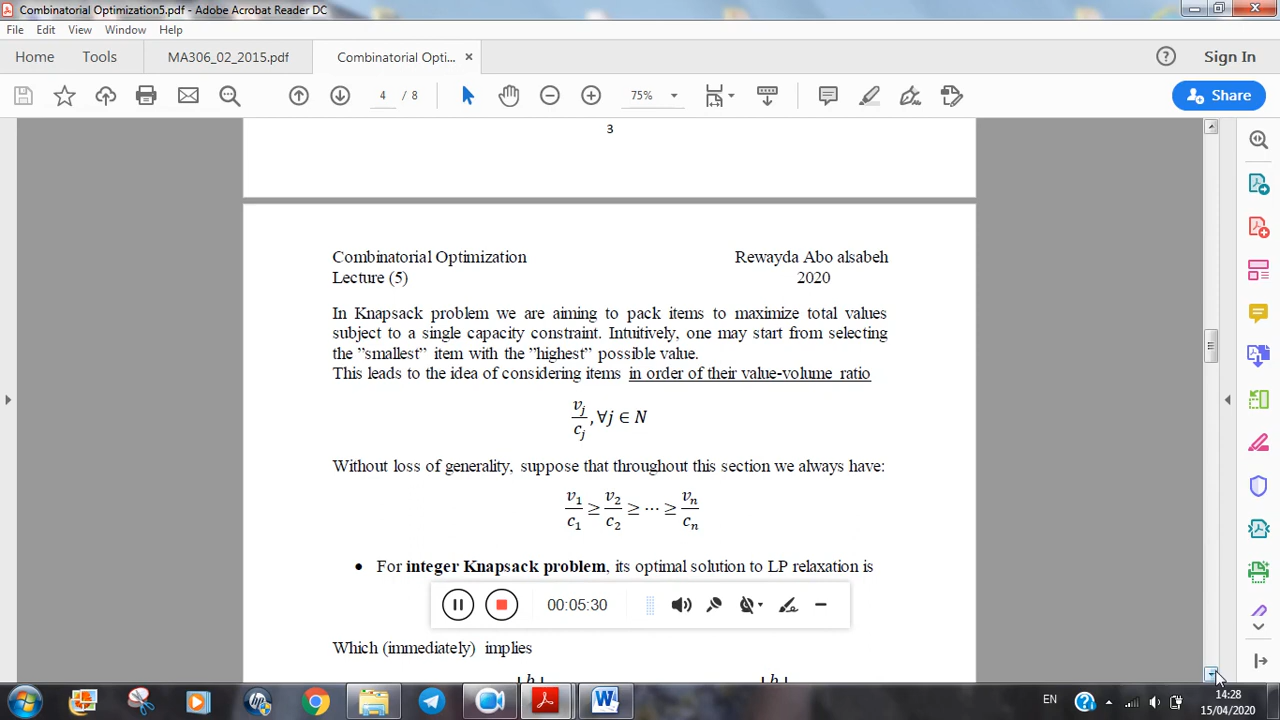 Combinatorial Optimization5.pdf - Adobe Acrobat Reader DC
File Edit View Window Help
Home Tools MA306_02_2015.pdf Combinatorial Opti... × Sign In
4 / 8 75% Share
3
Combinatorial Optimization Rewayda Abo alsabeh
Lecture (5) 2020
In Knapsack problem we are aiming to pack items to maximize total values
subject to a single capacity constraint. Intuitively, one may start from selecting
the ”smallest” item with the ”highest” possible value.
This leads to the idea of considering items in order of their value-volume ratio
v_j/c_j, ∀j ∈ N
Without loss of generality, suppose that throughout this section we always have:
v_1/c_1 ≥ v_2/c_2 ≥ ⋯ ≥ v_n/c_n
• For integer Knapsack problem, its optimal solution to LP relaxation is
00:05:30
Which (immediately) implies
EN 14:28
15/04/2020